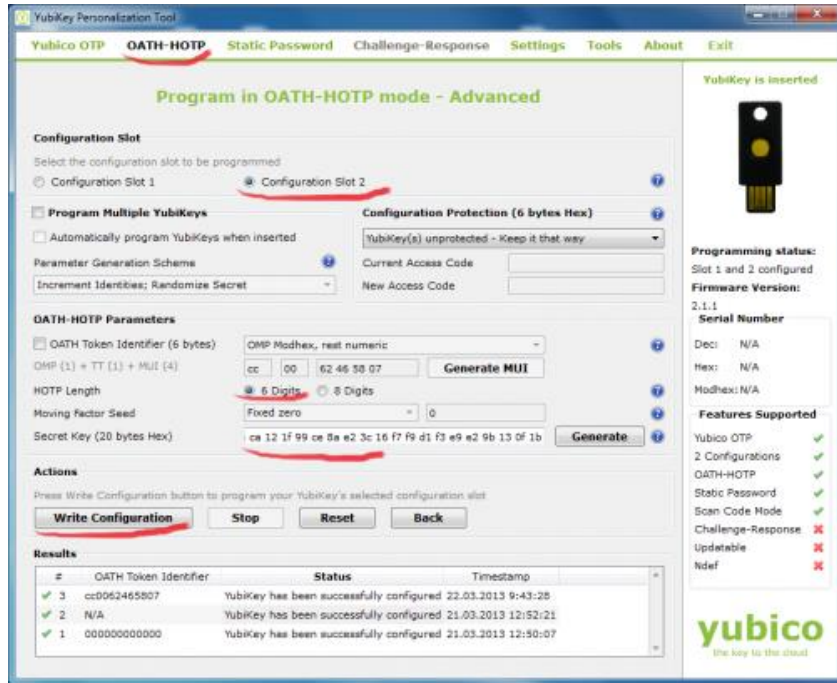 YubiKey Personalization Tool
Yubico OTP OATH-HOTP Static Password Challenge-Response Settings Tools About Exit
Program in OATH-HOTP mode - Advanced
Configuration Slot
Select the configuration slot to be programmed
Configuration Slot 1 Configuration Slot 2
Program Multiple YubiKeys
Automatically program YubiKeys when inserted
Parameter Generation Scheme
Increment Identities; Randomize Secret
Configuration Protection (6 bytes Hex)
YubiKey(s) unprotected - Keep it that way
Current Access Code
New Access Code
OATH-HOTP Parameters
OATH Token Identifier (6 bytes) OMP Modhex, rest numeric
OMP (1) + TT (1) + MUI (4) cc 00 62 46 58 07 Generate MUI
HOTP Length 6 Digits 8 Digits
Moving Factor Seed Fixed zero 0
Secret Key (20 bytes Hex) ca 12 1f 99 ce 8a e2 3c 16 f7 f9 d1 f3 e9 e2 9b 13 0f 1b Generate
Actions
Press Write Configuration button to program your YubiKey's selected configuration slot
Write Configuration Stop Reset Back
Results
# OATH Token Identifier Status Timestamp
3 cc0062465807 YubiKey has been successfully configured 22.03.2013 9:43:28
2 N/A YubiKey has been successfully configured 21.03.2013 12:52:21
1 000000000000 YubiKey has been successfully configured 21.03.2013 12:50:07
YubiKey is inserted
Programming status:
Slot 1 and 2 configured
Firmware Version:
2.1.1
Serial Number
Dec: N/A
Hex: N/A
Modhex: N/A
Features Supported
Yubico OTP
2 Configurations
OATH-HOTP
Static Password
Scan Code Mode
Challenge-Response
Updatable
Ndef
yubico
the key to the cloud